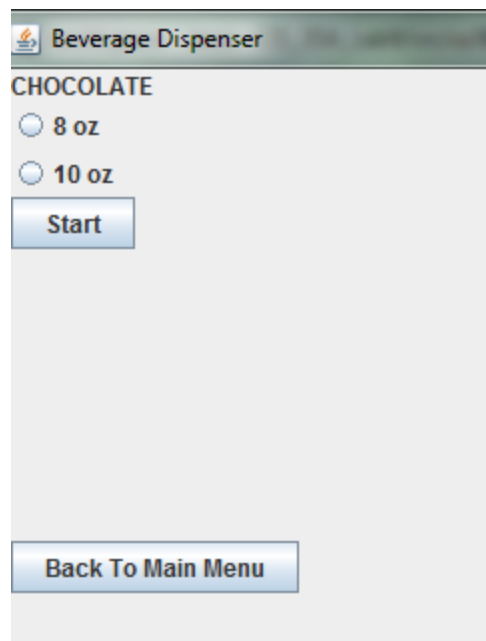 Beverage Dispenser
CHOCOLATE
8 oz
10 oz
Start
Back To Main Menu